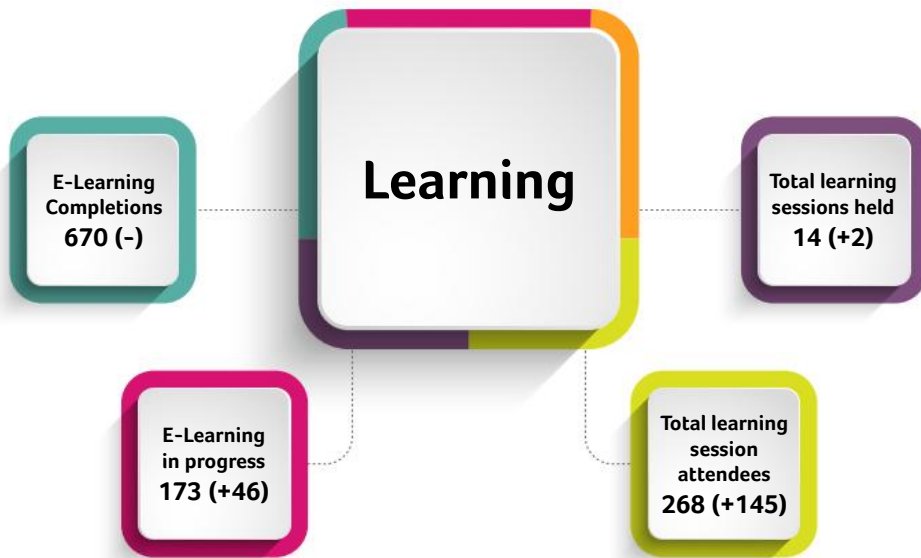 Learning
E-Learning
Completions
670 (-)
Total learning
sessions held
14 (+2)
E-Learning
in progress
173 (+46)
Total learning
session
attendees
268 (+145)